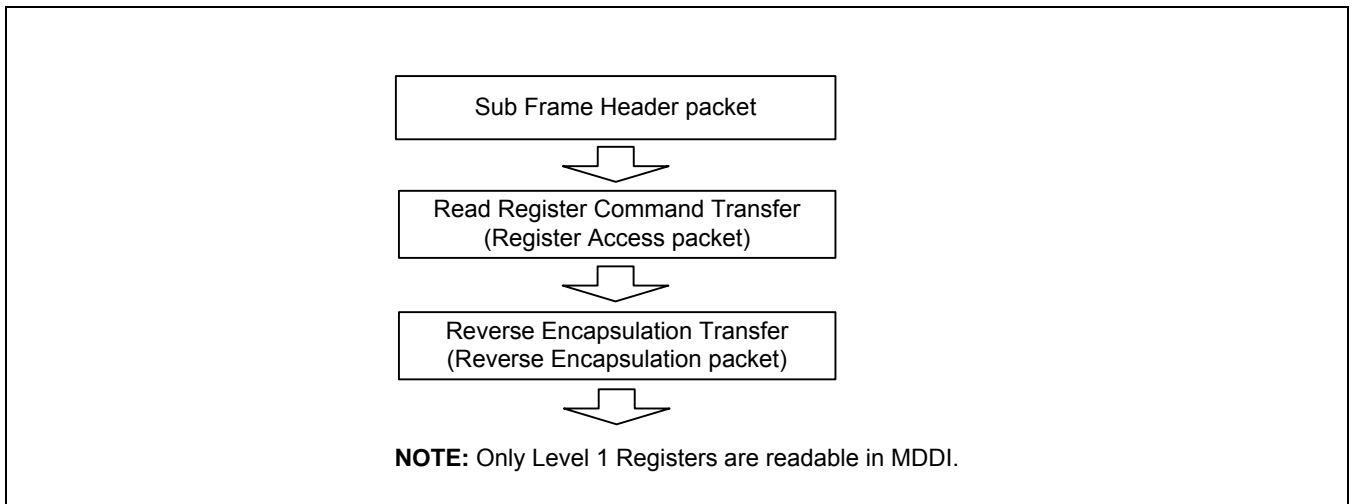 Sub Frame Header packet
Read Register Command Transfer
(Register Access packet)
Reverse Encapsulation Transfer
(Reverse Encapsulation packet)
NOTE: Only Level 1 Registers are readable in MDDI.